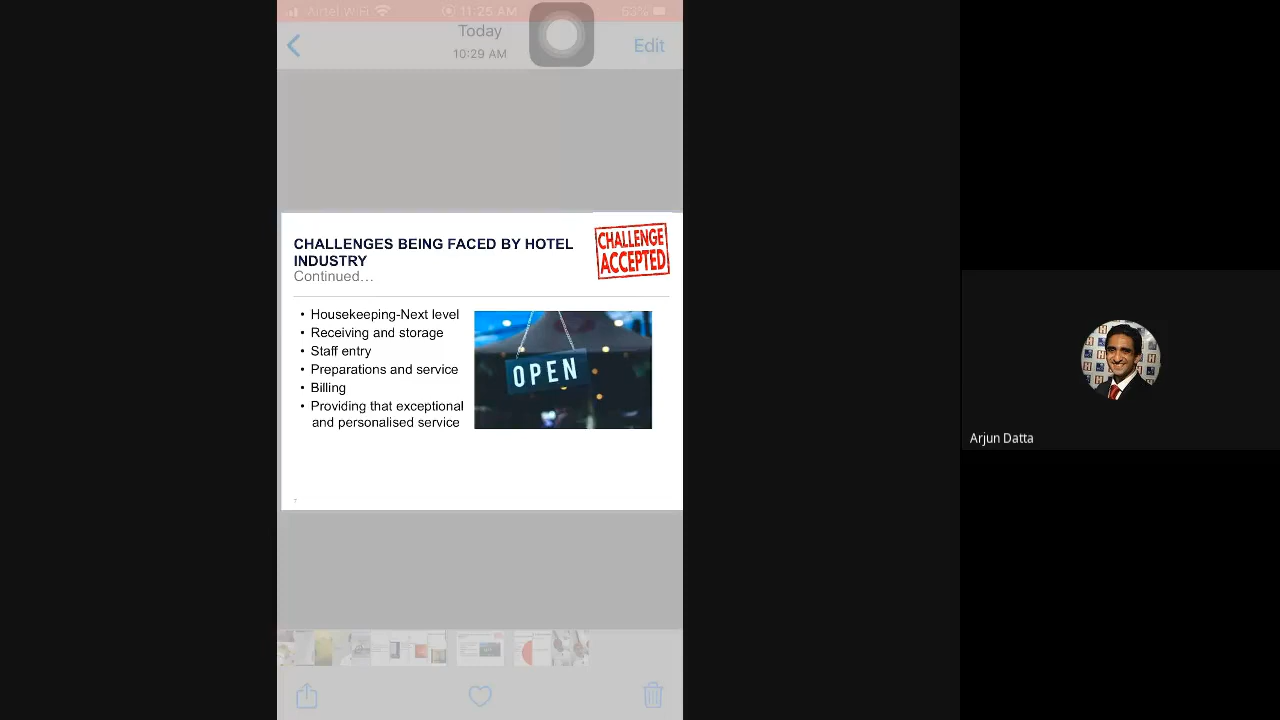 Airtel WiFi 11:25 AM 63%
Today
10:29 AM
Edit
CHALLENGES BEING FACED BY HOTEL
INDUSTRY
Continued…
CHALLENGE
ACCEPTED
• Housekeeping-Next level
• Receiving and storage
• Staff entry
• Preparations and service
• Billing
• Providing that exceptional
and personalised service
OPEN
Arjun Datta